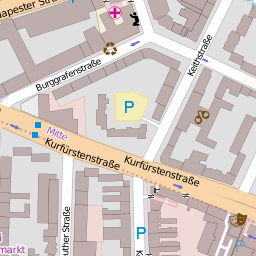 apester Str
Keithstraße
Burggrafenstraße
P
Mitte
Kurfürstenstraße
Kurfürstenstraße
uther Straße
P
K
i
markt